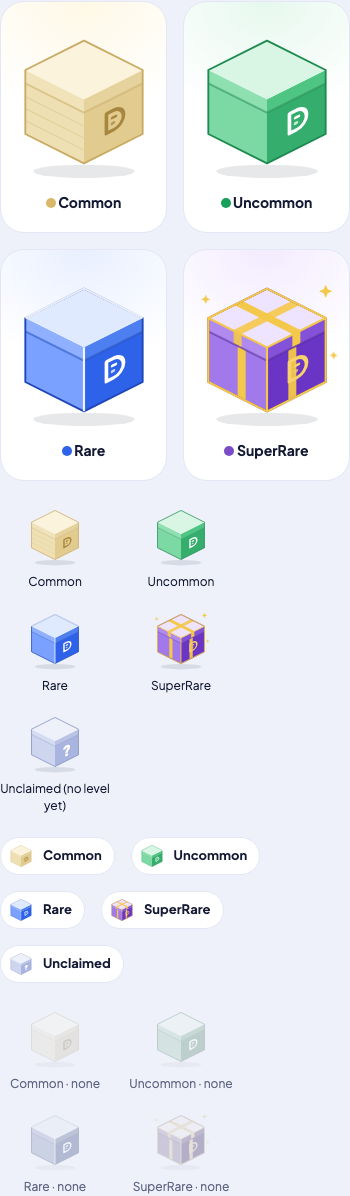 Common
Uncommon
Rare
SuperRare
Common
Uncommon
Rare
SuperRare
?
Unclaimed (no level
yet)
Common
Uncommon
Rare
SuperRare
Unclaimed
Common · none
Uncommon · none
Rare · none
SuperRare · none